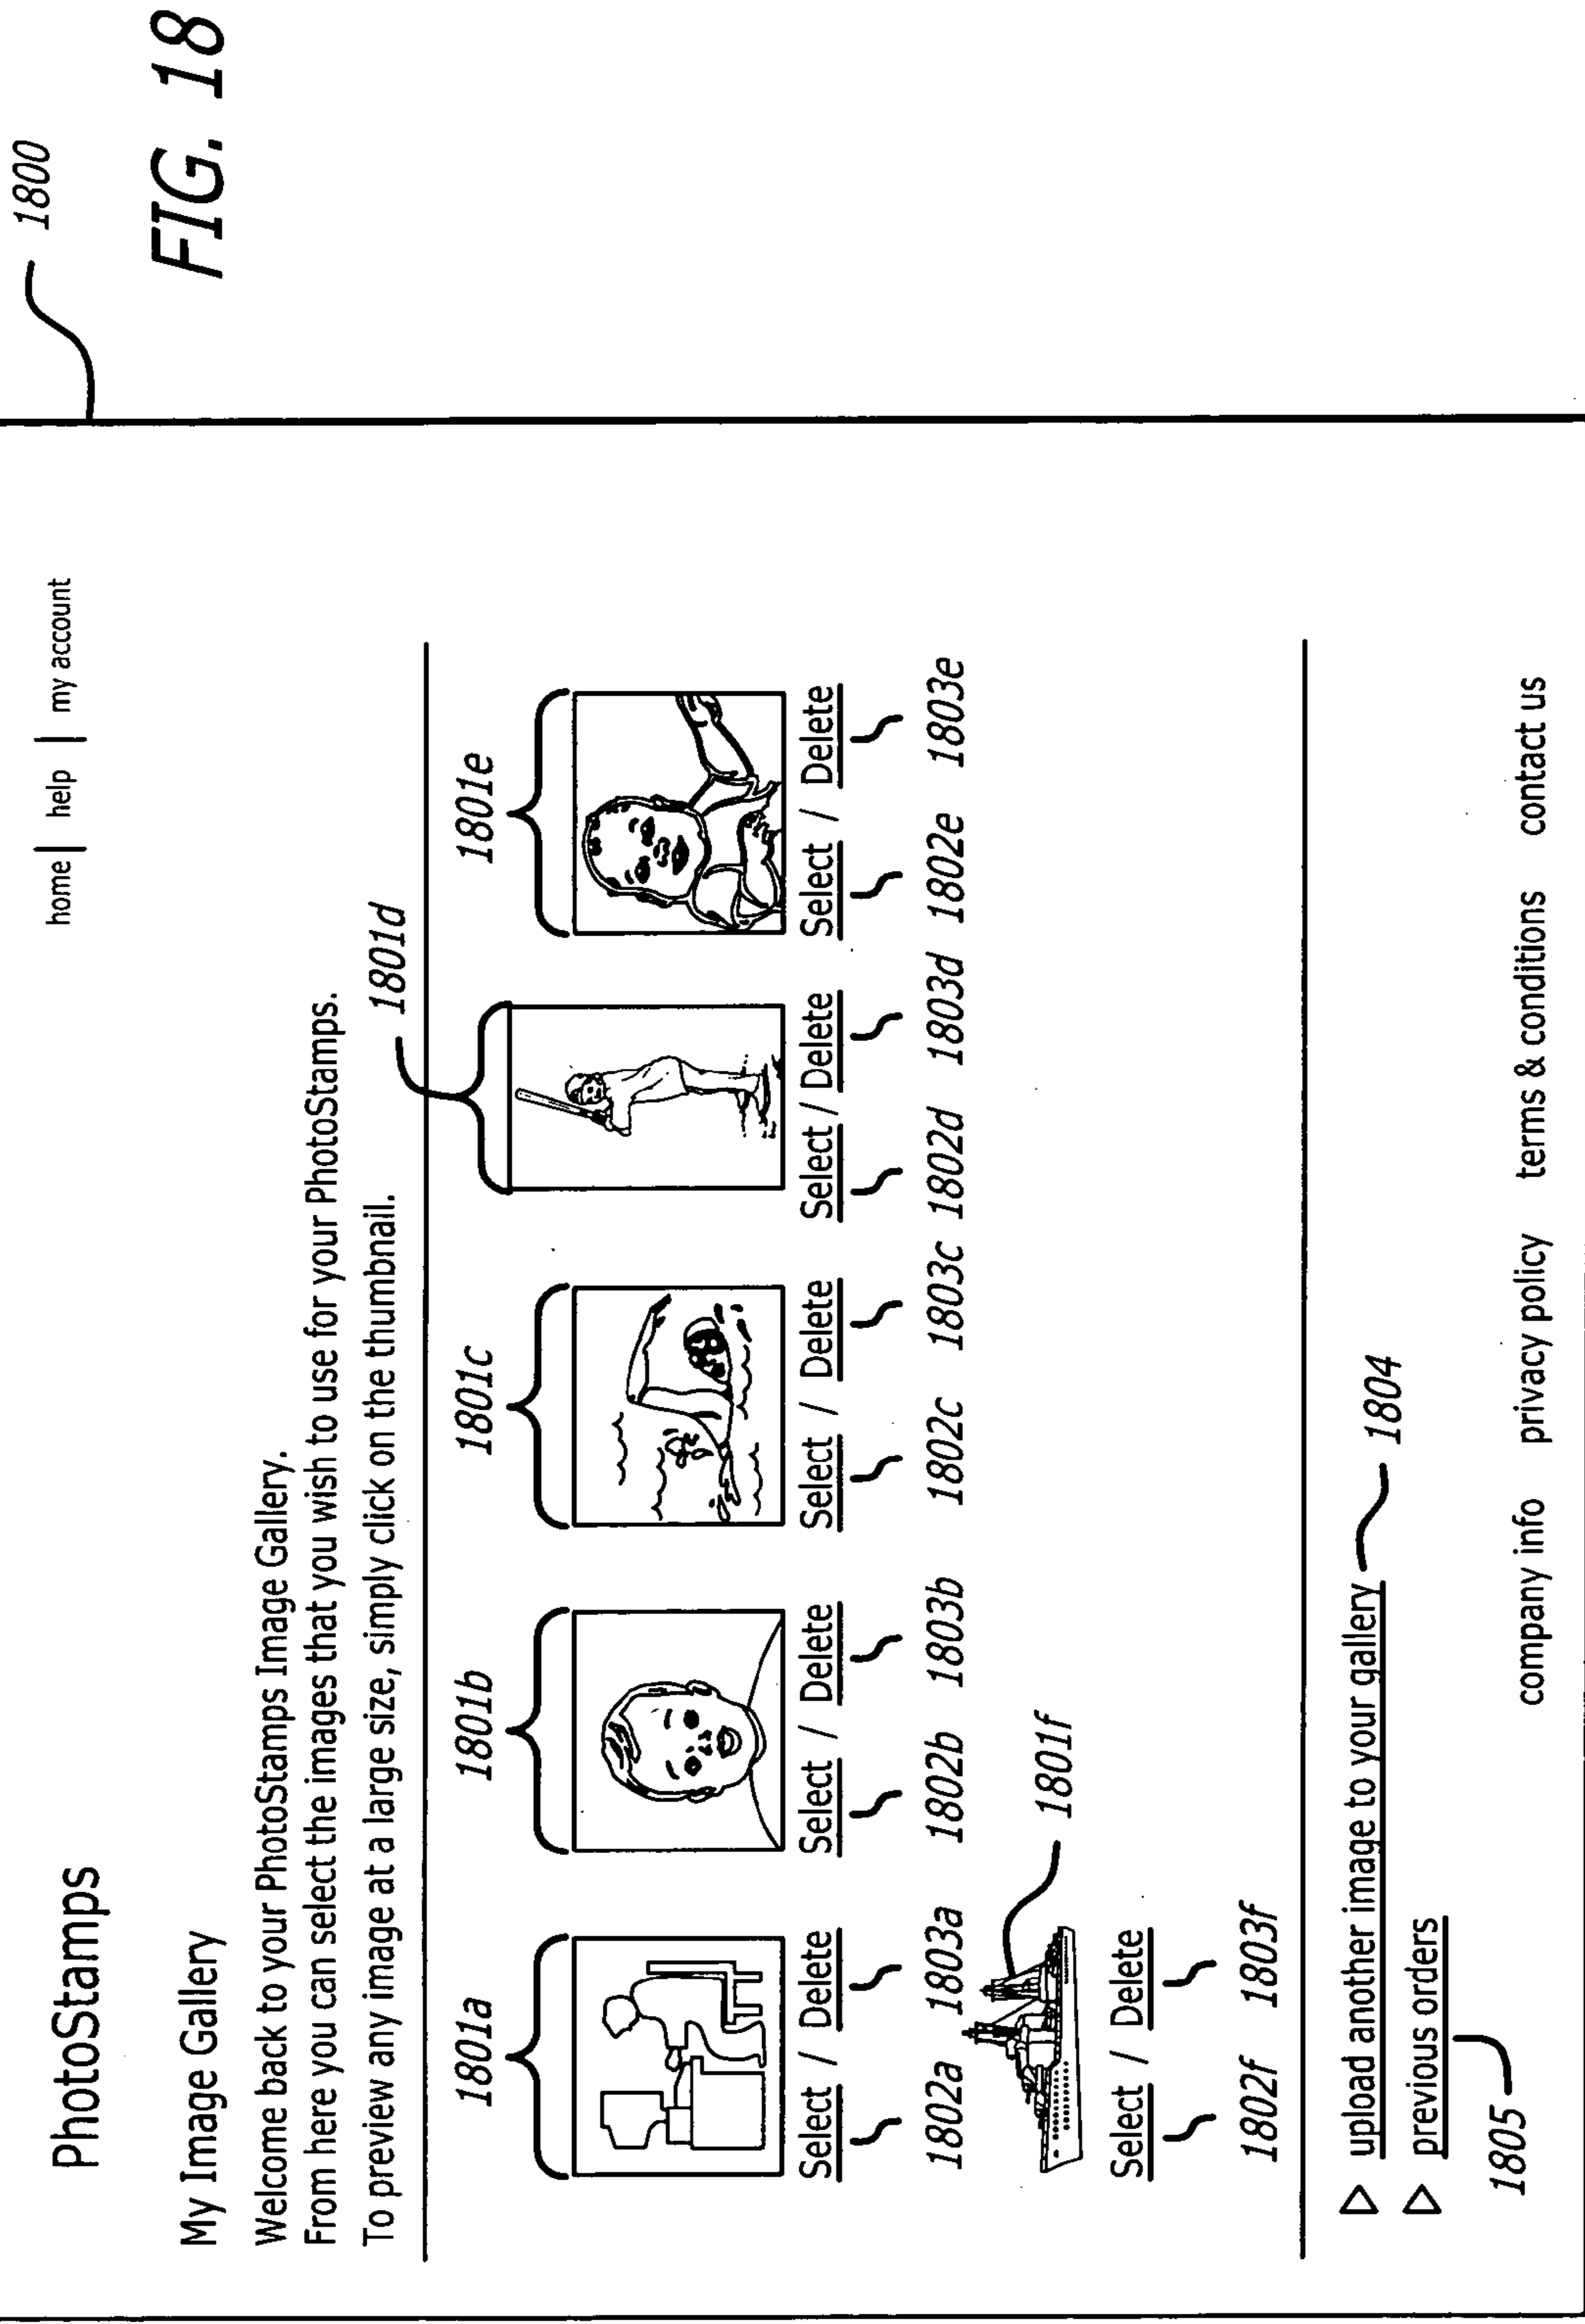 1800
FIG. 18
PhotoStamps
home | help | my account
My Image Gallery
Welcome back to your PhotoStamps Image Gallery.
From here you can select the images that you wish to use for your PhotoStamps.
To preview any image at a large size, simply click on the thumbnail.
1801a 1801b 1801c 1801d 1801e
Select / Delete Select / Delete Select / Delete Select / Delete Select / Delete
1802a 1803a 1802b 1803b 1802c 1803c 1802d 1803d 1802e 1803e
1801f
Select / Delete
1802f 1803f
▷ upload another image to your gallery 1804
▷ previous orders
1805
company info privacy policy terms & conditions contact us